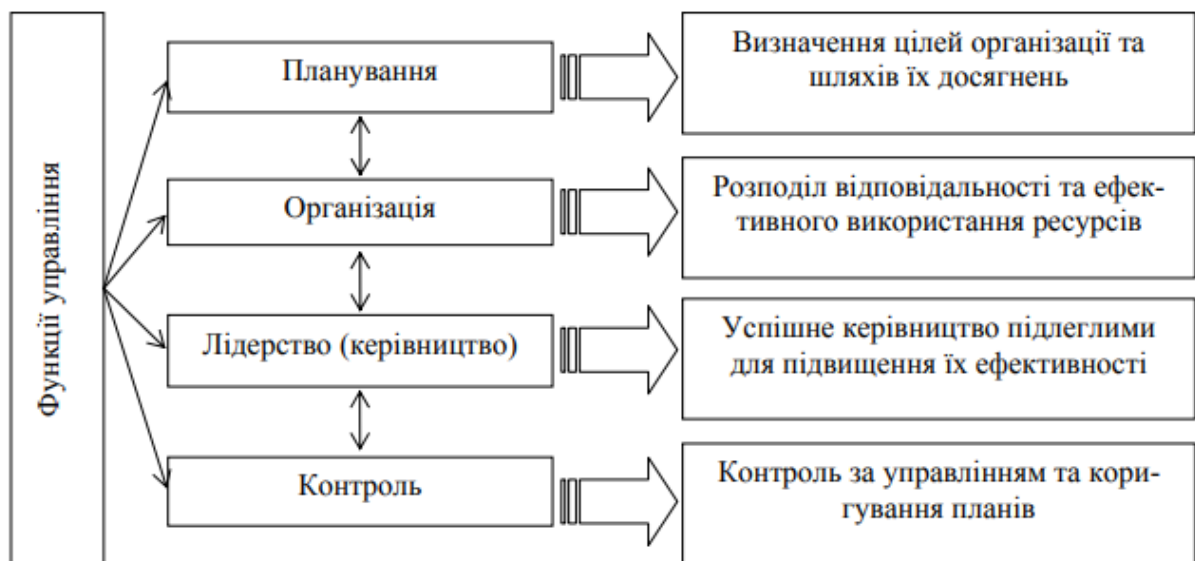 Функції управління
Планування
Визначення цілей організації та
шляхів їх досягнень
Організація
Розподіл відповідальності та ефек-
тивного використання ресурсів
Лідерство (керівництво)
Успішне керівництво підлеглими
для підвищення їх ефективності
Контроль
Контроль за управлінням та кори-
гування планів